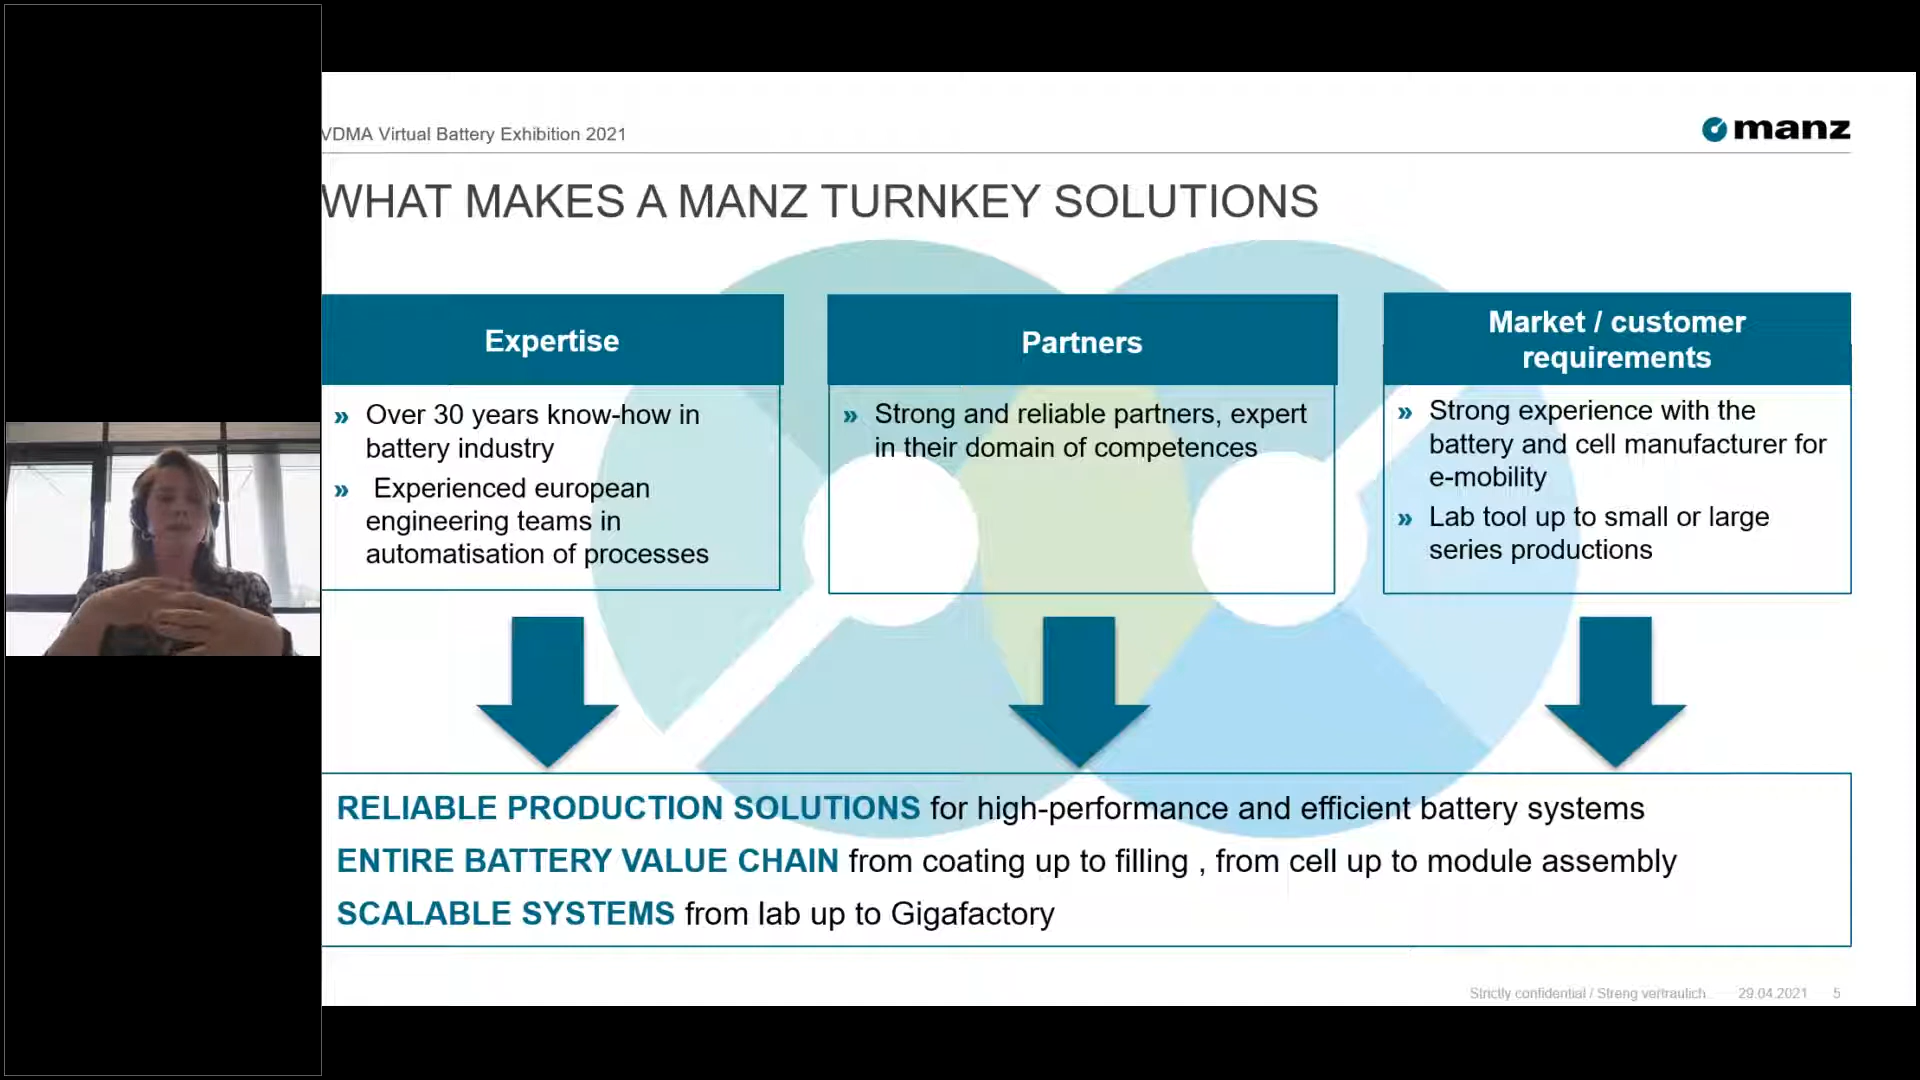 VDMA Virtual Battery Exhibition 2021
manz
WHAT MAKES A MANZ TURNKEY SOLUTIONS
Expertise
» Over 30 years know-how in
battery industry
» Experienced european
engineering teams in
automatisation of processes
Partners
» Strong and reliable partners, expert
in their domain of competences
Market / customer
requirements
» Strong experience with the
battery and cell manufacturer for
e-mobility
» Lab tool up to small or large
series productions
RELIABLE PRODUCTION SOLUTIONS for high-performance and efficient battery systems
ENTIRE BATTERY VALUE CHAIN from coating up to filling , from cell up to module assembly
SCALABLE SYSTEMS from lab up to Gigafactory
Strictly confidential / Streng vertraulich 29.04.2021 5